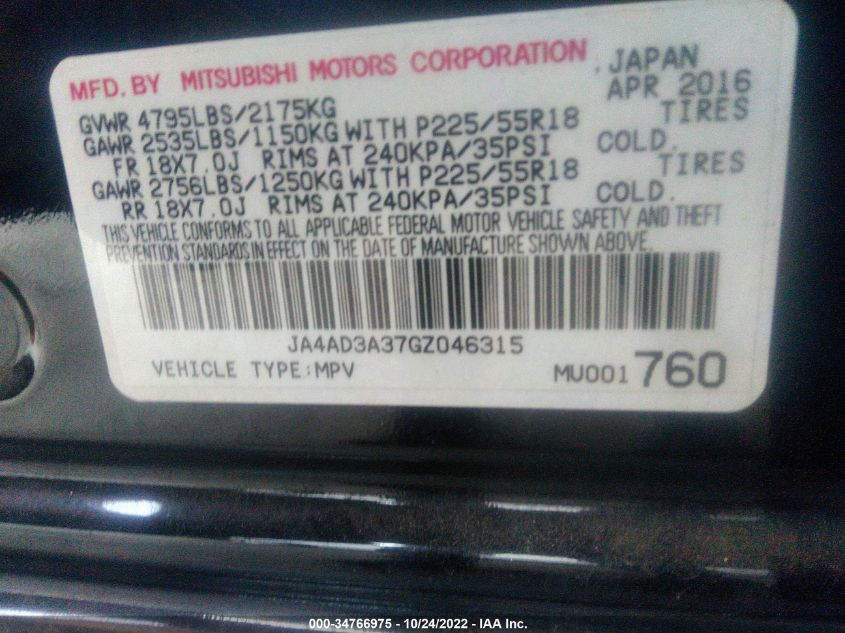 MFD. BY MITSUBISHI MOTORS CORPORATION, JAPAN
APR 2016
GVWR 4795LBS/2175KG
GAWR 2535LBS/1150KG WITH P225/55R18 TIRES
FR 18X7.0J RIMS AT 240KPA/35PSI COLD.
GAWR 2756LBS/1250KG WITH P225/55R18 TIRES
RR 18X7.0J RIMS AT 240KPA/35PSI COLD.
THIS VEHICLE CONFORMS TO ALL APPLICABLE FEDERAL MOTOR VEHICLE SAFETY AND THEFT
PREVENTION STANDARDS IN EFFECT ON THE DATE OF MANUFACTURE SHOWN ABOVE.
JA4AD3A37GZ046315
VEHICLE TYPE:MPV MU001760
000-34766975 - 10/24/2022 - IAA Inc.